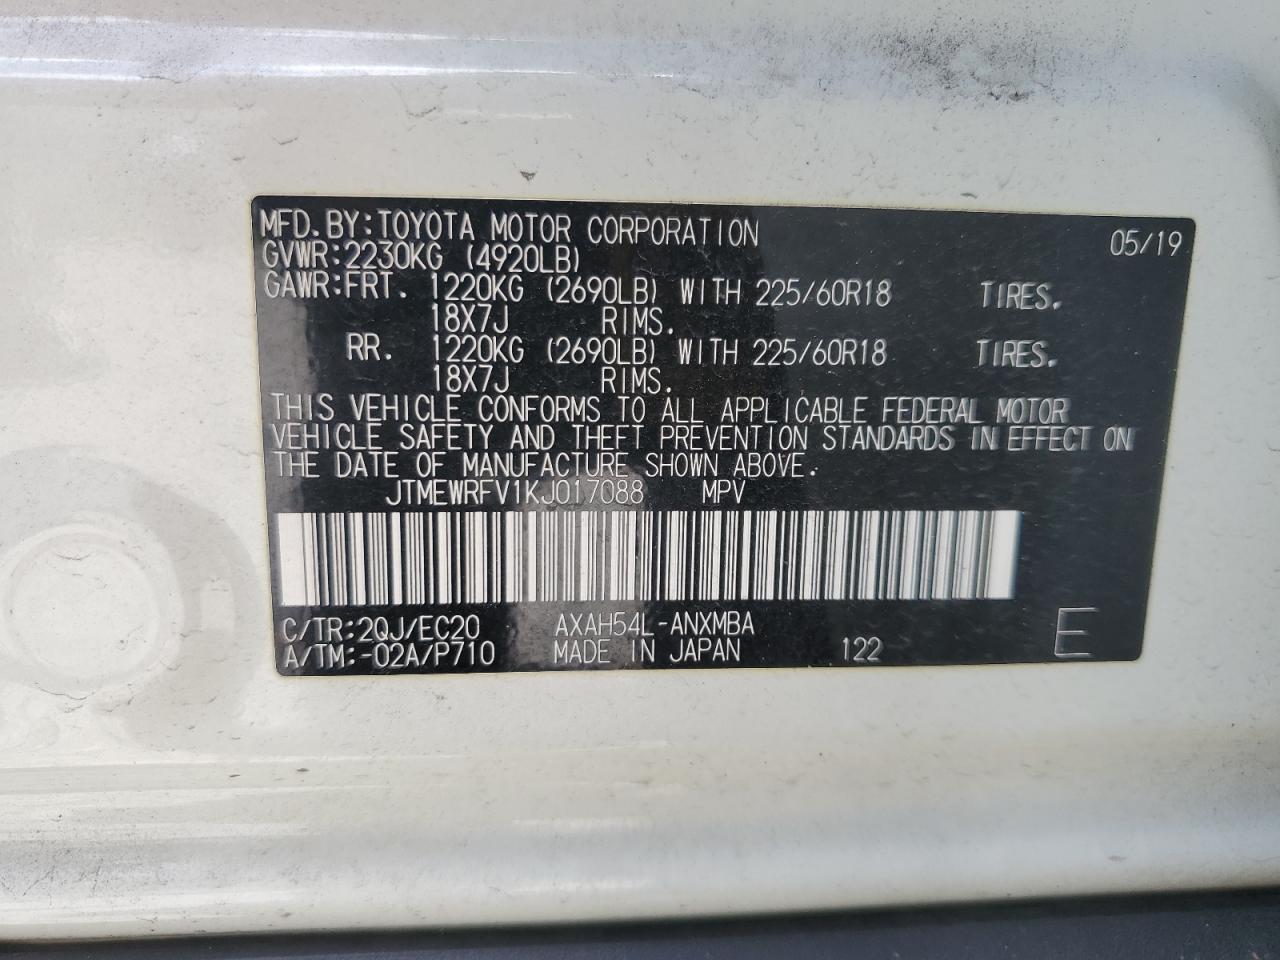 MFD.BY:TOYOTA MOTOR CORPORATION 05/19
GVWR:2230KG (4920LB)
GAWR:FRT. 1220KG (2690LB) WITH 225/60R18 TIRES.
18X7J RIMS.
RR. 1220KG (2690LB) WITH 225/60R18 TIRES.
18X7J RIMS.
THIS VEHICLE CONFORMS TO ALL APPLICABLE FEDERAL MOTOR
VEHICLE SAFETY AND THEFT PREVENTION STANDARDS IN EFFECT ON
THE DATE OF MANUFACTURE SHOWN ABOVE.
JTMEWRFV1KJ017088 MPV
C/TR:2QJ/EC20 AXAH54L-ANXMBA
A/TM:-02A/P710 MADE IN JAPAN 122 E